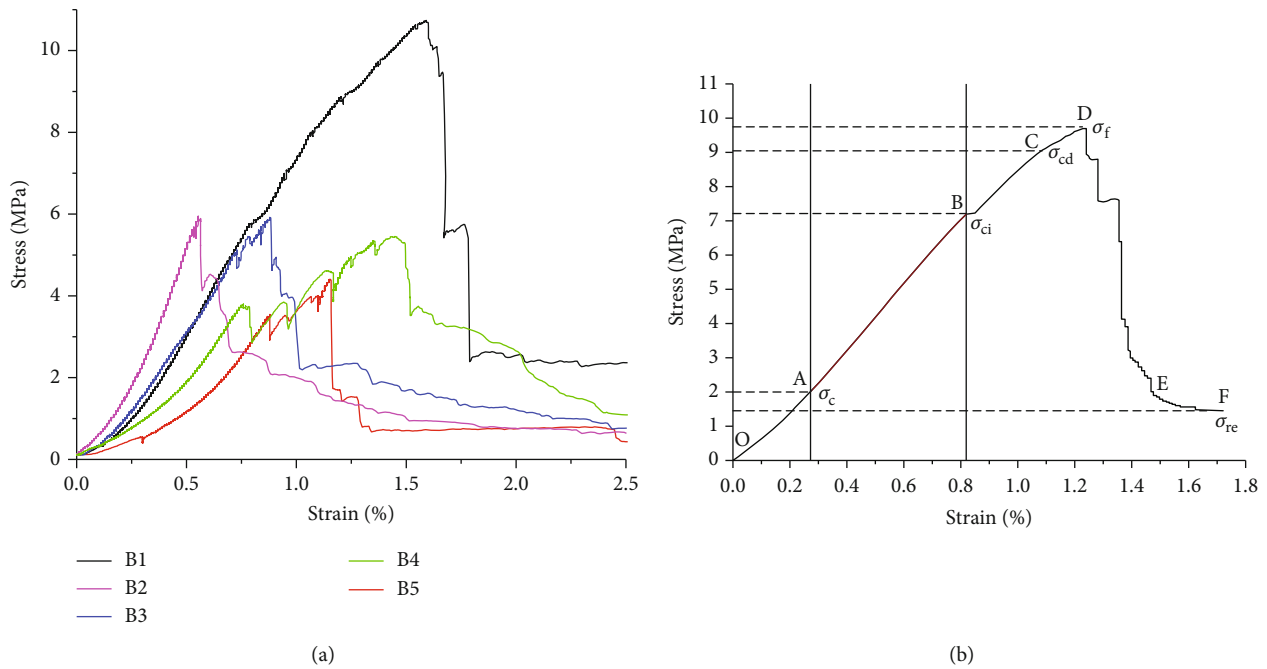 10
8
6
4
2
0
Stress (MPa)
0.0 0.5 1.0 1.5 2.0 2.5
Strain (%)
B1
B2
B3
B4
B5
(a)
11
10
9
8
7
6
5
4
3
2
1
0
Stress (MPa)
D
σf
C
σcd
B
σci
A
σc
E
F
σre
O
0.0 0.2 0.4 0.6 0.8 1.0 1.2 1.4 1.6 1.8
Strain (%)
(b)